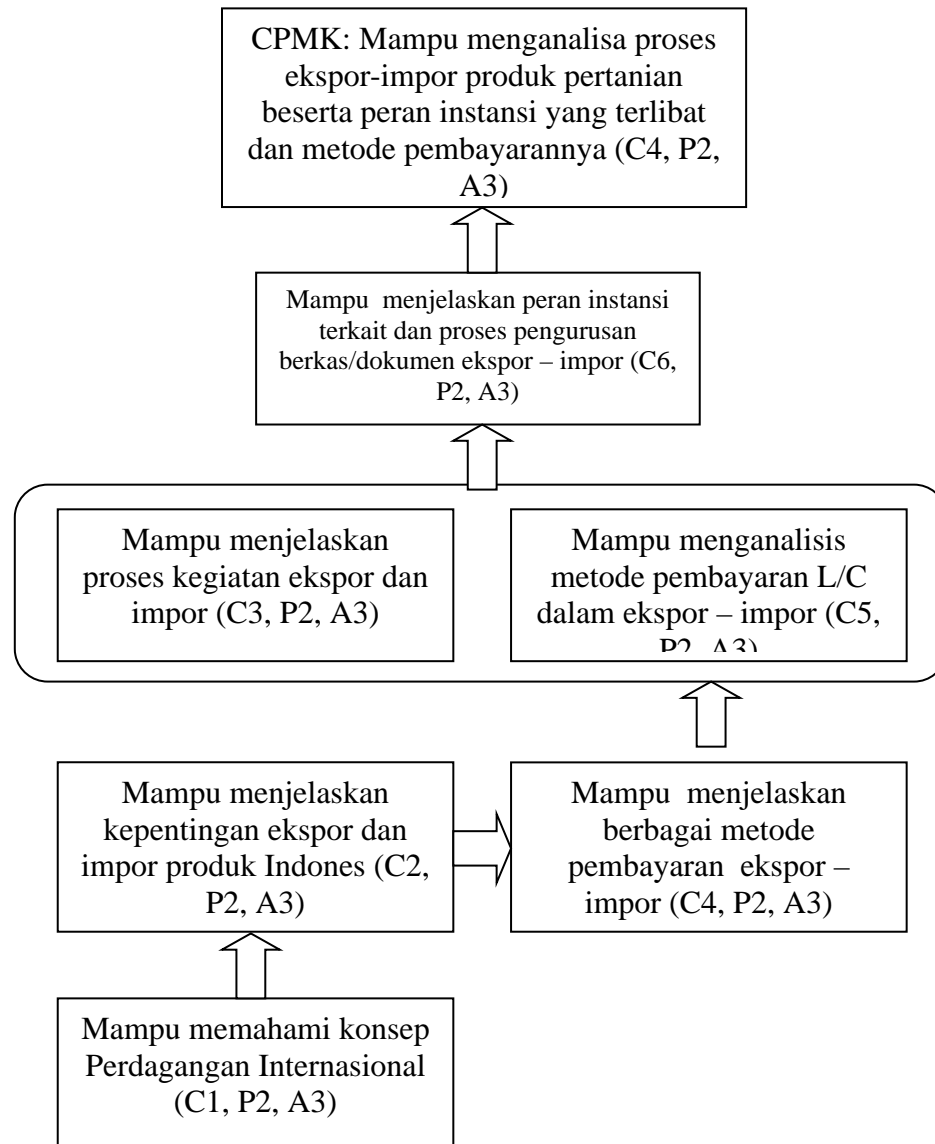 CPMK: Mampu menganalisa proses
ekspor-impor produk pertanian
beserta peran instansi yang terlibat
dan metode pembayarannya (C4, P2,
A3)
Mampu menjelaskan peran instansi
terkait dan proses pengurusan
berkas/dokumen ekspor – impor (C6,
P2, A3)
Mampu menjelaskan
proses kegiatan ekspor dan
impor (C3, P2, A3)
Mampu menganalisis
metode pembayaran L/C
dalam ekspor – impor (C5,
P2, A3)
Mampu menjelaskan
kepentingan ekspor dan
impor produk Indones (C2,
P2, A3)
Mampu menjelaskan
berbagai metode
pembayaran ekspor –
impor (C4, P2, A3)
Mampu memahami konsep
Perdagangan Internasional
(C1, P2, A3)